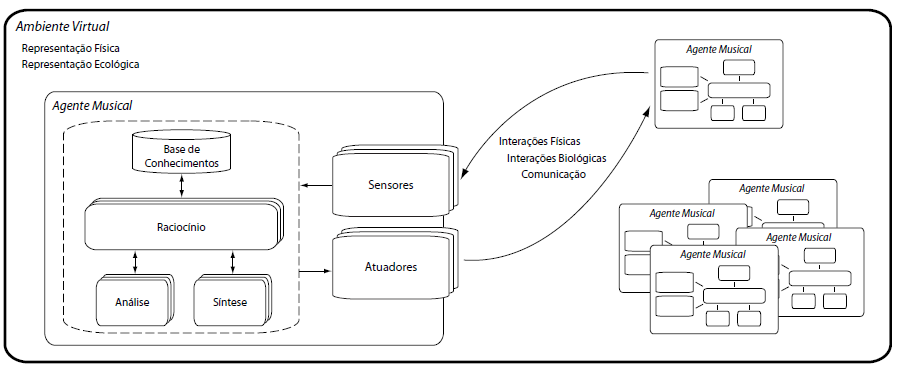 Ambiente Virtual
Representação Física
Representação Ecológica
Agente Musical
Base de
Conhecimentos
Raciocínio
Análise
Síntese
Sensores
Atuadores
Interações Físicas
Interações Biológicas
Comunicação
Agente Musical
Agente Musical
Agente Musical
Agente Musical
Agente Musical